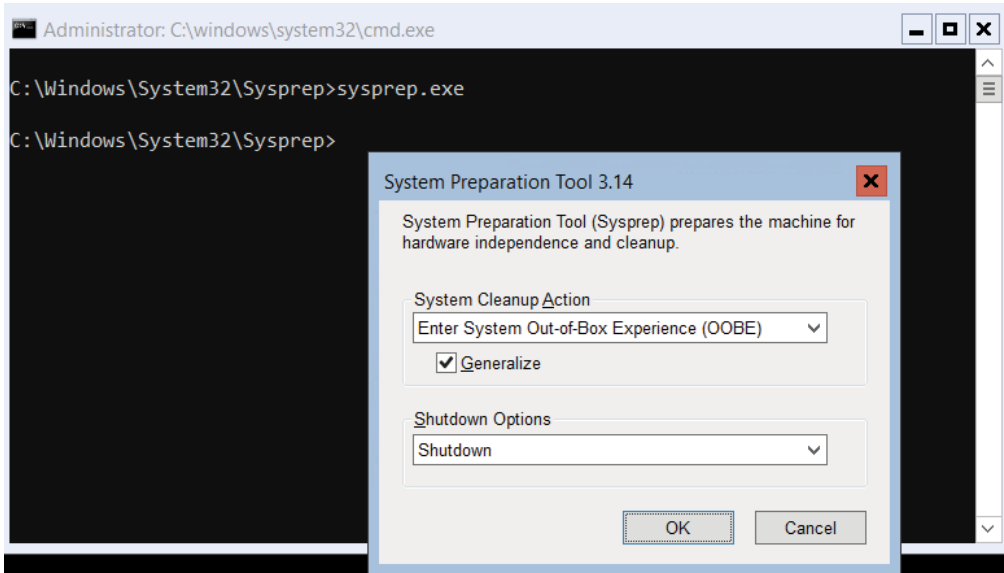 Administrator: C:\windows\system32\cmd.exe
C:\Windows\System32\Sysprep>sysprep.exe
C:\Windows\System32\Sysprep>
System Preparation Tool 3.14
System Preparation Tool (Sysprep) prepares the machine for
hardware independence and cleanup.
System Cleanup Action
Enter System Out-of-Box Experience (OOBE)
Generalize
Shutdown Options
Shutdown
OK Cancel